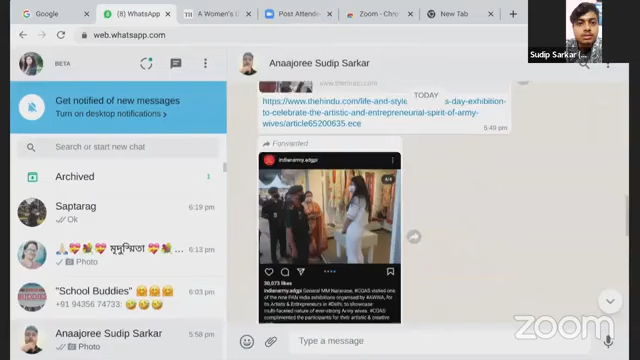 Google
(8) WhatsApp
A Women's D
Post Attende
Zoom - Chro
New Tab
web.whatsapp.com
Sudip Sarkar (
BETA
Anaajoree Sudip Sarkar
Get notified of new messages
Turn on desktop notifications >
TODAY
https://www.thehindu.com/life-and-style
s-day-exhibition-
to-celebrate-the-artistic-and-entrepreneurial-spirit-of-army-
wives/article65200635.ece
5:49 pm
Search or start new chat
Forwarded
Archived
1
indianarmy.adgpi
4/4
Saptarag
6:19 pm
Ok
মৃদুস্মিতা
6:13 pm
Photo
"School Buddies"
6:03 pm
+91 94356 74733:
Anaajoree Sudip Sarkar
5:58 pm
Photo
30,073 likes
indianarmy.adgpi General MM Naravane, #COAS visited one
of the nine PAN India exhibitions organised by #AWWA, for
its Artists & Entrepreneurs in #Delhi, to showcase
multi-faceted nature of ever-strong Army wives. #COAS
complimented the participants for their artistic & creative
Type a message
zoom